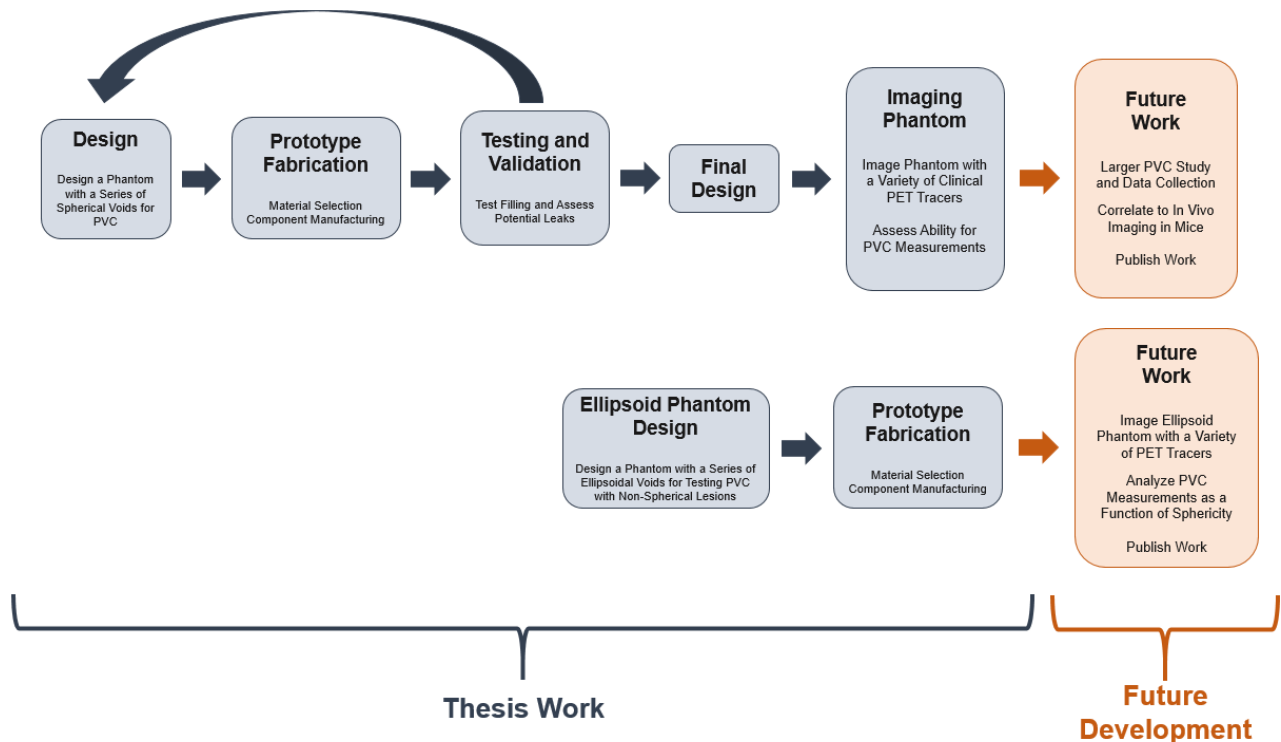 Design
Design a Phantom
with a Series of
Spherical Voids for
PVC
Prototype
Fabrication
Material Selection
Component Manufacturing
Testing and
Validation
Test Filling and Assess
Potential Leaks
Final
Design
Imaging
Phantom
Image Phantom with
a Variety of Clinical
PET Tracers
Assess Ability for
PVC Measurements
Future
Work
Larger PVC Study
and Data Collection
Correlate to In Vivo
Imaging in Mice
Publish Work
Ellipsoid Phantom
Design
Design a Phantom with a Series of
Ellipsoidal Voids for Testing PVC
with Non-Spherical Lesions
Prototype
Fabrication
Material Selection
Component Manufacturing
Future
Work
Image Ellipsoid
Phantom with a Variety
of PET Tracers
Analyze PVC
Measurements as a
Function of Sphericity
Publish Work
Thesis Work
Future
Development